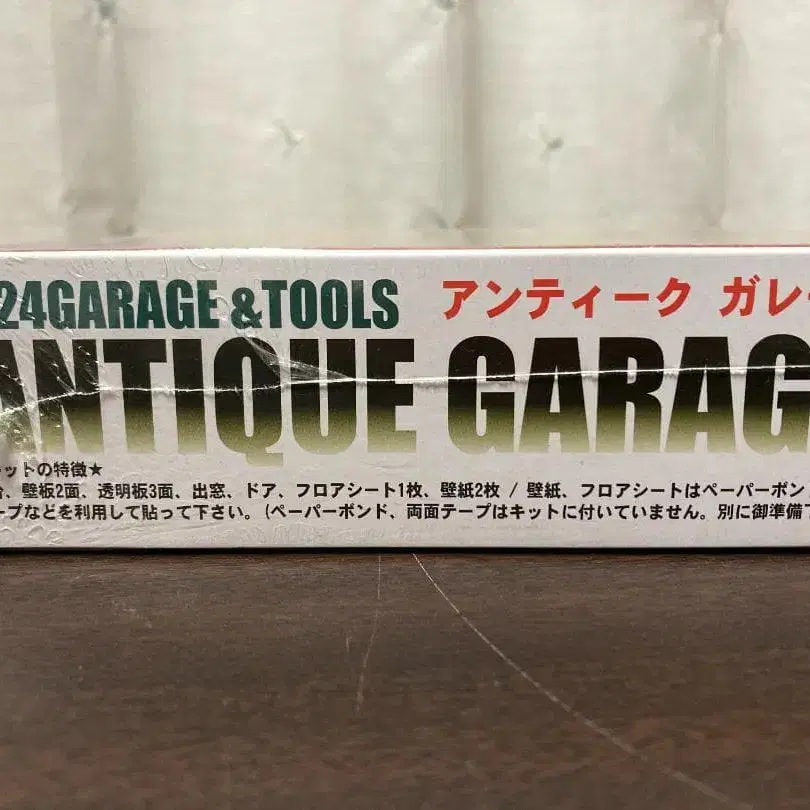 24GARAGE &TOOLS アンティーク ガレー
ANTIQUE GARAG
ットの特徴★
、壁板2面、透明板3面、出窓、ドア、フロアシート1枚、壁紙2枚 / 壁紙、フロアシートはペーパーボン
ープなどを利用して貼って下さい。(ペーパーボンド、両面テープはキットに付いていません。別に御準備下